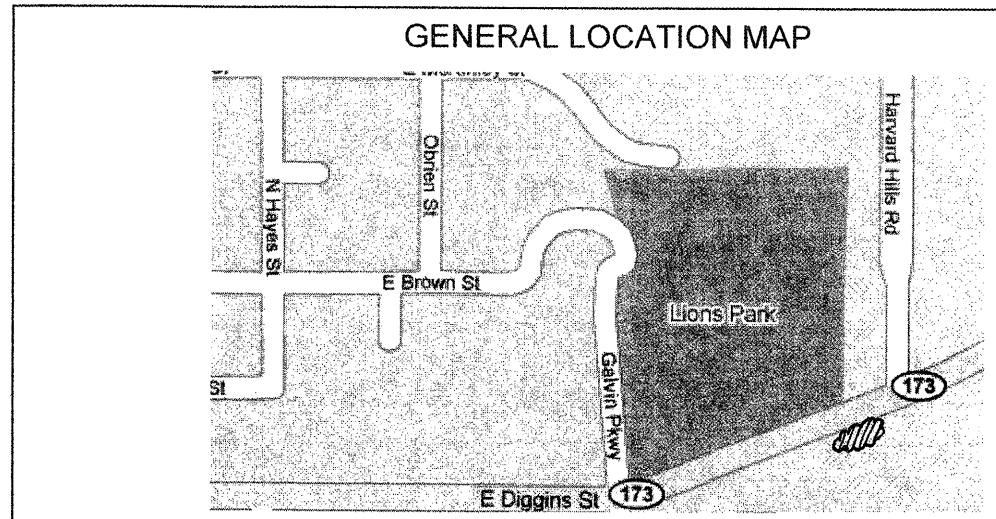 GENERAL LOCATION MAP
Harvard Hills Rd
Obrien St
N Hayes St
E Brown St
Lions Park
Galvin Pkwy
St
173
E Diggins St
173